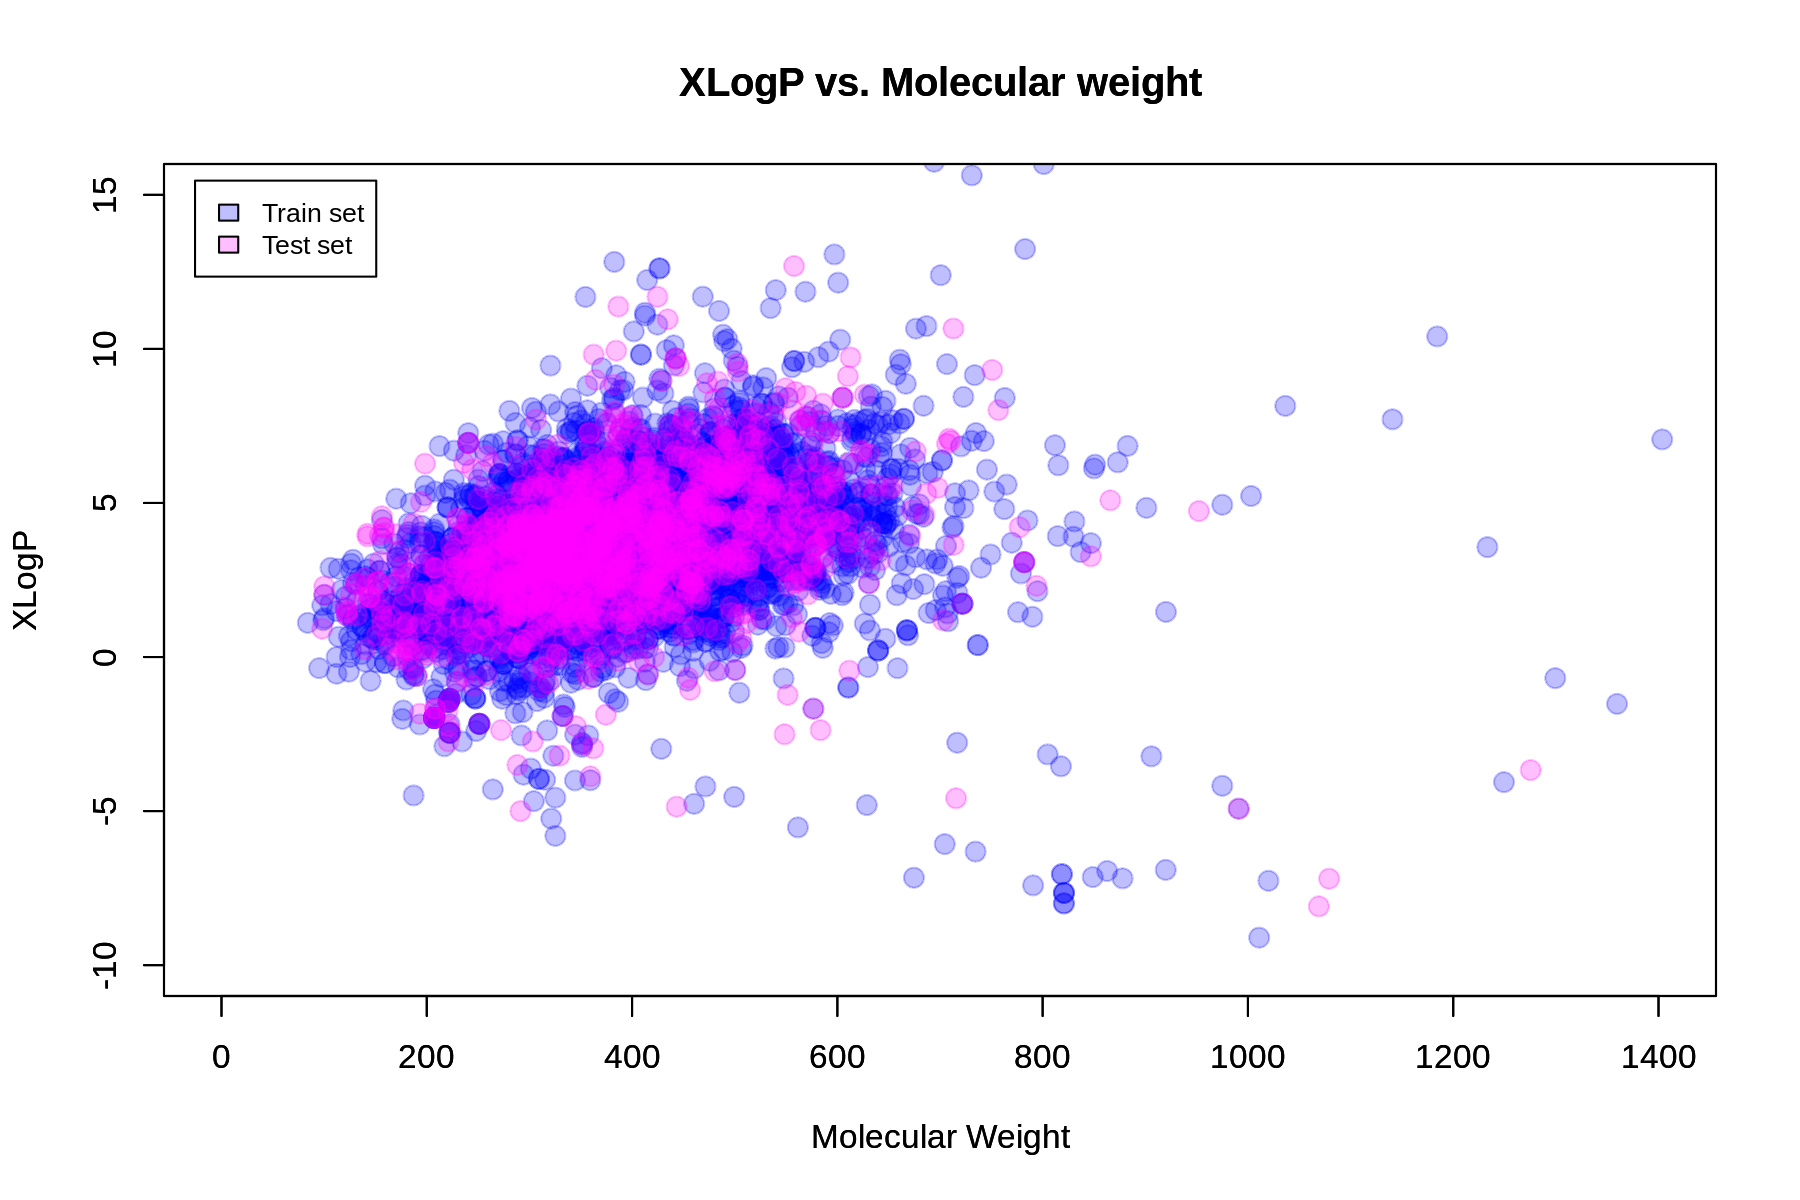 XLogP vs. Molecular weight
Train set
Test set
15
10
5
0
-5
-10
XLogP
0 200 400 600 800 1000 1200 1400
Molecular Weight